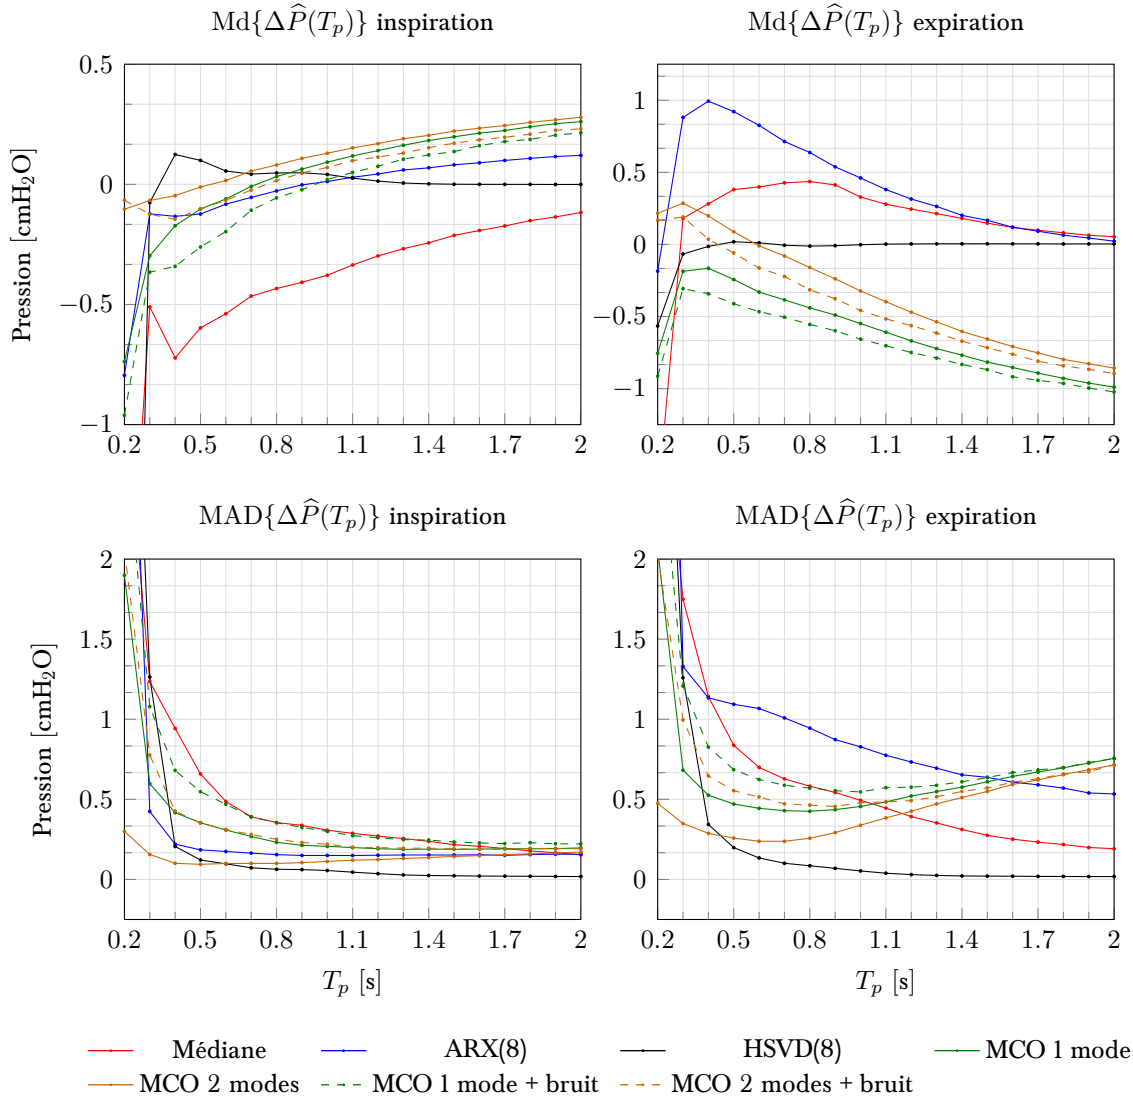 Md{ΔP̂(Tₚ)} inspiration
Md{ΔP̂(Tₚ)} expiration
Pression [cmH₂O]
0.5
0
−0.5
−1
0.2 0.5 0.8 1.1 1.4 1.7 2
1
0.5
0
−0.5
−1
0.2 0.5 0.8 1.1 1.4 1.7 2
MAD{ΔP̂(Tₚ)} inspiration
MAD{ΔP̂(Tₚ)} expiration
Pression [cmH₂O]
2
1.5
1
0.5
0
0.2 0.5 0.8 1.1 1.4 1.7 2
Tₚ [s]
2
1.5
1
0.5
0
0.2 0.5 0.8 1.1 1.4 1.7 2
Tₚ [s]
Médiane ARX(8) HSVD(8) MCO 1 mode
MCO 2 modes MCO 1 mode + bruit MCO 2 modes + bruit